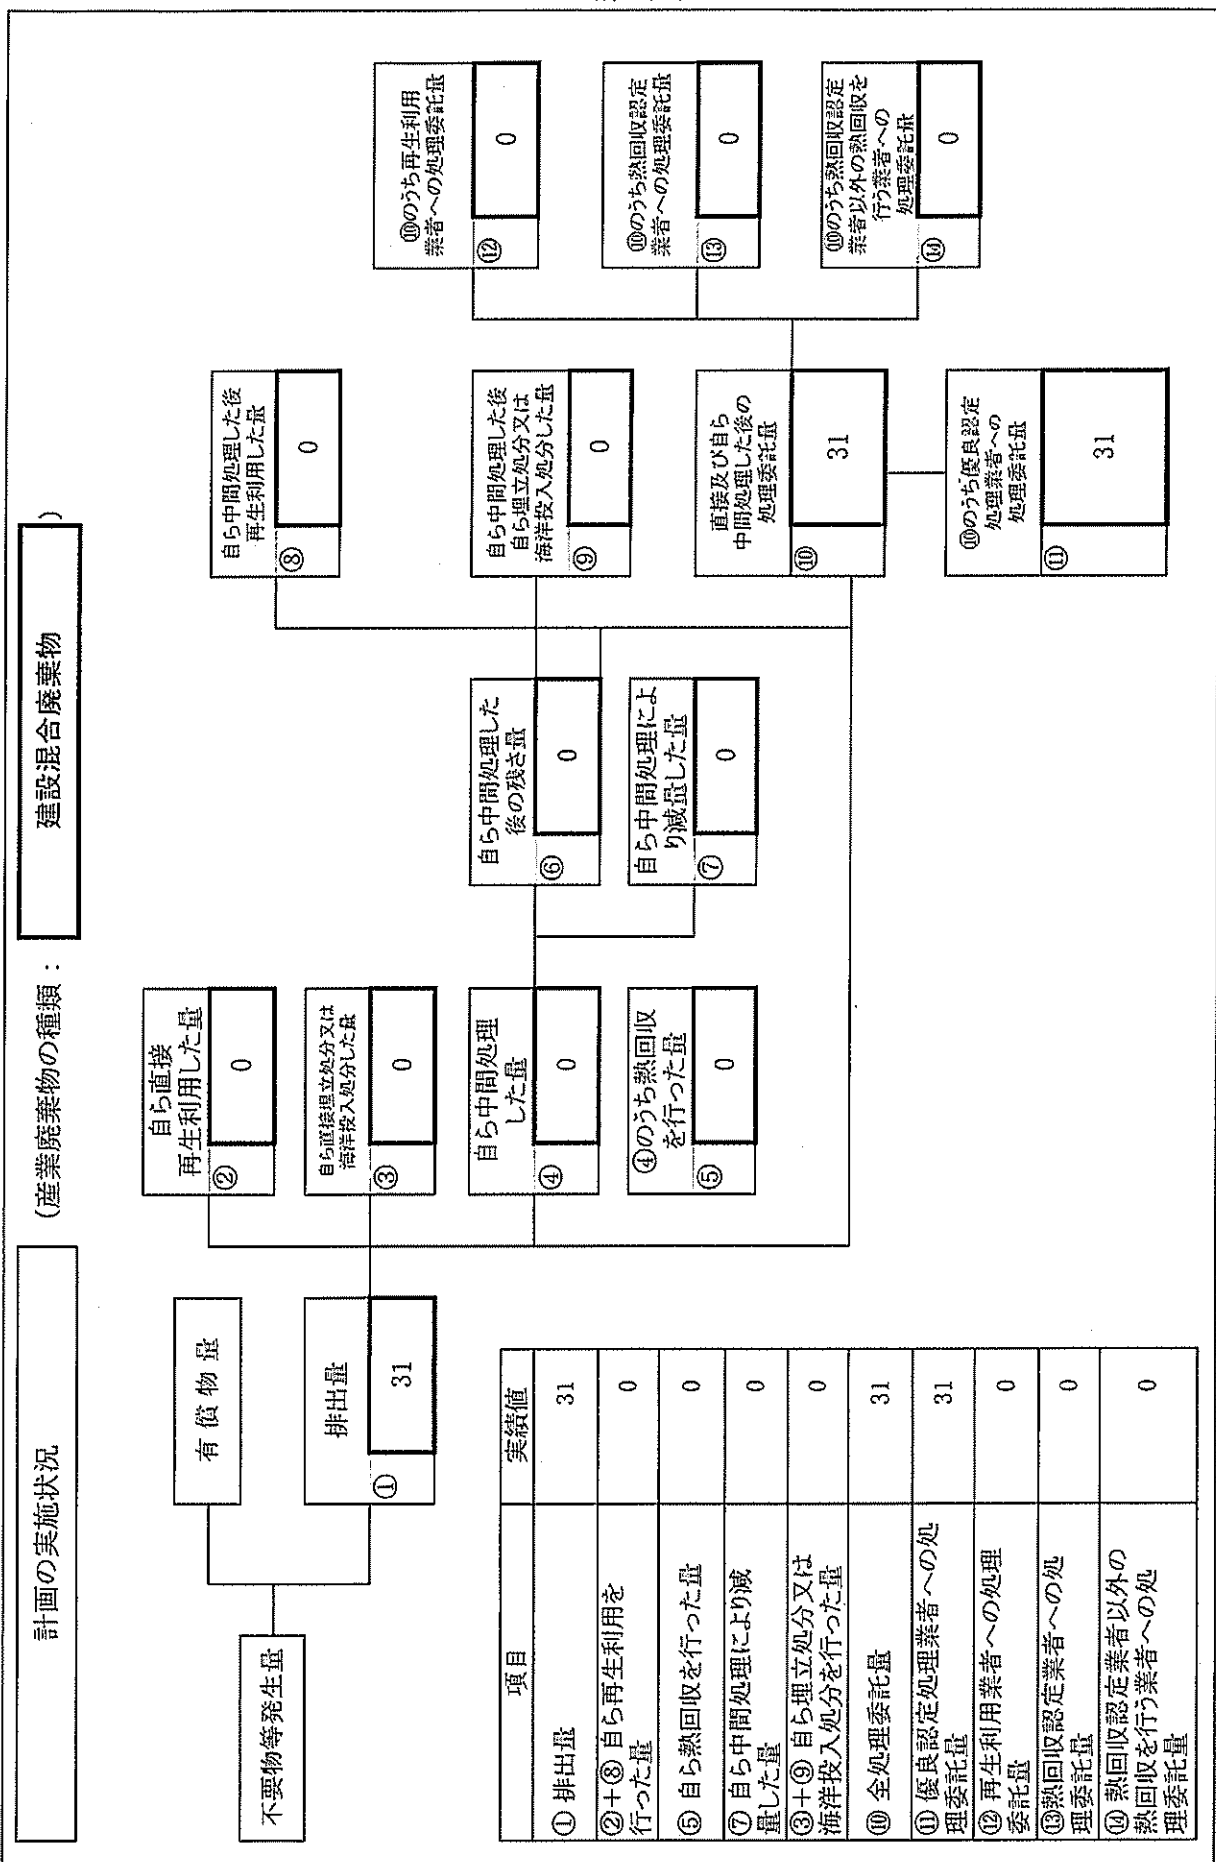 計画の実施状況
(産業廃棄物の種類：
建設混合廃棄物
)
不要物等発生量
有償物量
排出量
①
31
自ら直接
再生利用した量
②
0
自ら直接埋立処分又は
海洋投入処分した量
③
0
自ら中間処理
した量
④
0
④のうち熱回収
を行った量
⑤
0
自ら中間処理した
後の残さ量
⑥
0
自ら中間処理によ
り減量した量
⑦
0
自ら中間処理した後
再生利用した量
⑧
0
自ら中間処理した後
自ら埋立処分又は
海洋投入処分した量
⑨
0
直接及び自ら
中間処理した後の
処理委託量
⑩
31
⑩のうち優良認定
処理業者への
処理委託量
⑪
31
⑩のうち再生利用
業者への処理委託量
⑫
0
⑩のうち熱回収認定
業者への処理委託量
⑬
0
⑩のうち熱回収認定
業者以外の熱回収を
行う業者への
処理委託量
⑭
0
項目
実績値
①排出量
31
②+⑧ 自ら再生利用を
行った量
0
⑤ 自ら熱回収を行った量
0
⑦ 自ら中間処理により減
量した量
0
③+⑨ 自ら埋立処分又は
海洋投入処分を行った量
0
⑩ 全処理委託量
31
⑪ 優良認定処理業者への処
理委託量
31
⑫ 再生利用業者への処理
委託量
0
⑬熱回収認定業者への処
理委託量
0
⑭ 熱回収認定業者以外の
熱回収を行う業者への処
理委託量
0